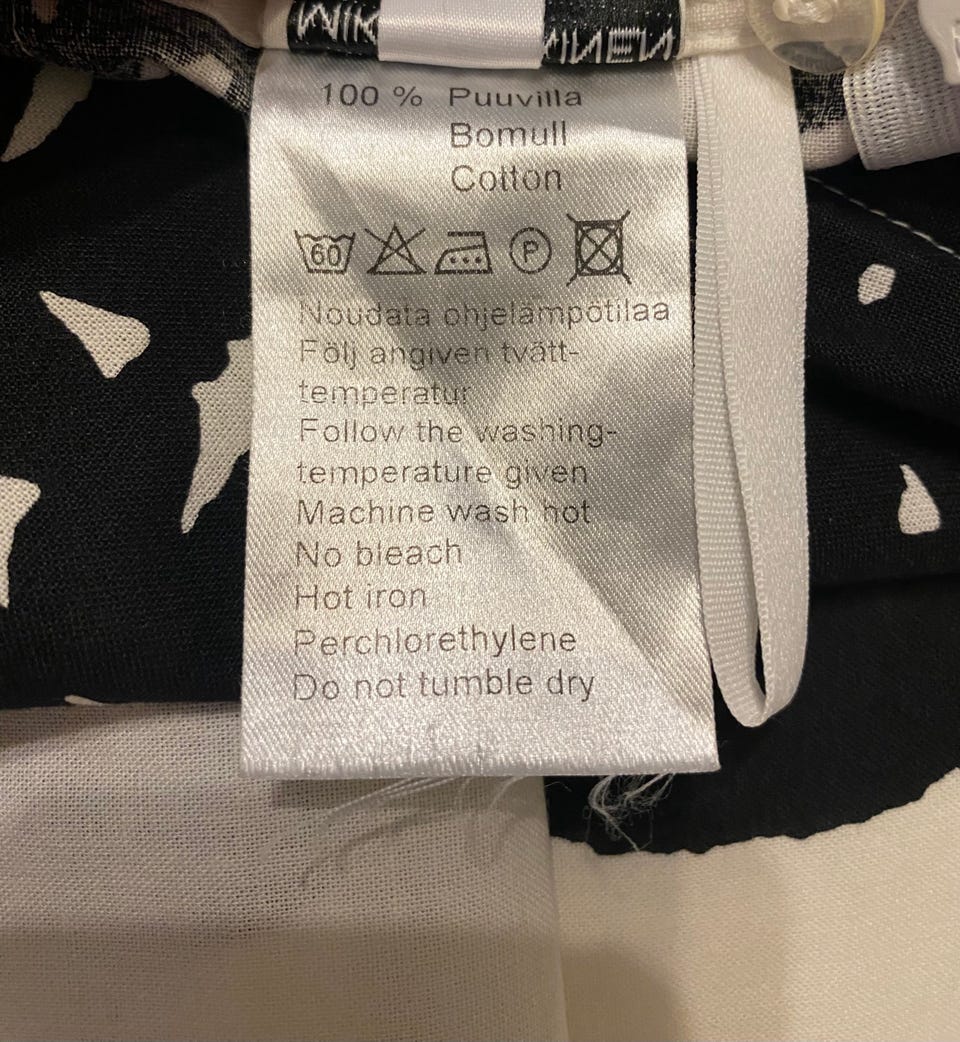 100 % Puuvilla
Bomull
Cotton
60 P
Noudata ohjelämpötilaa
Följ angiven tvätt-
temperatur
Follow the washing-
temperature given
Machine wash hot
No bleach
Hot iron
Perchlorethylene
Do not tumble dry